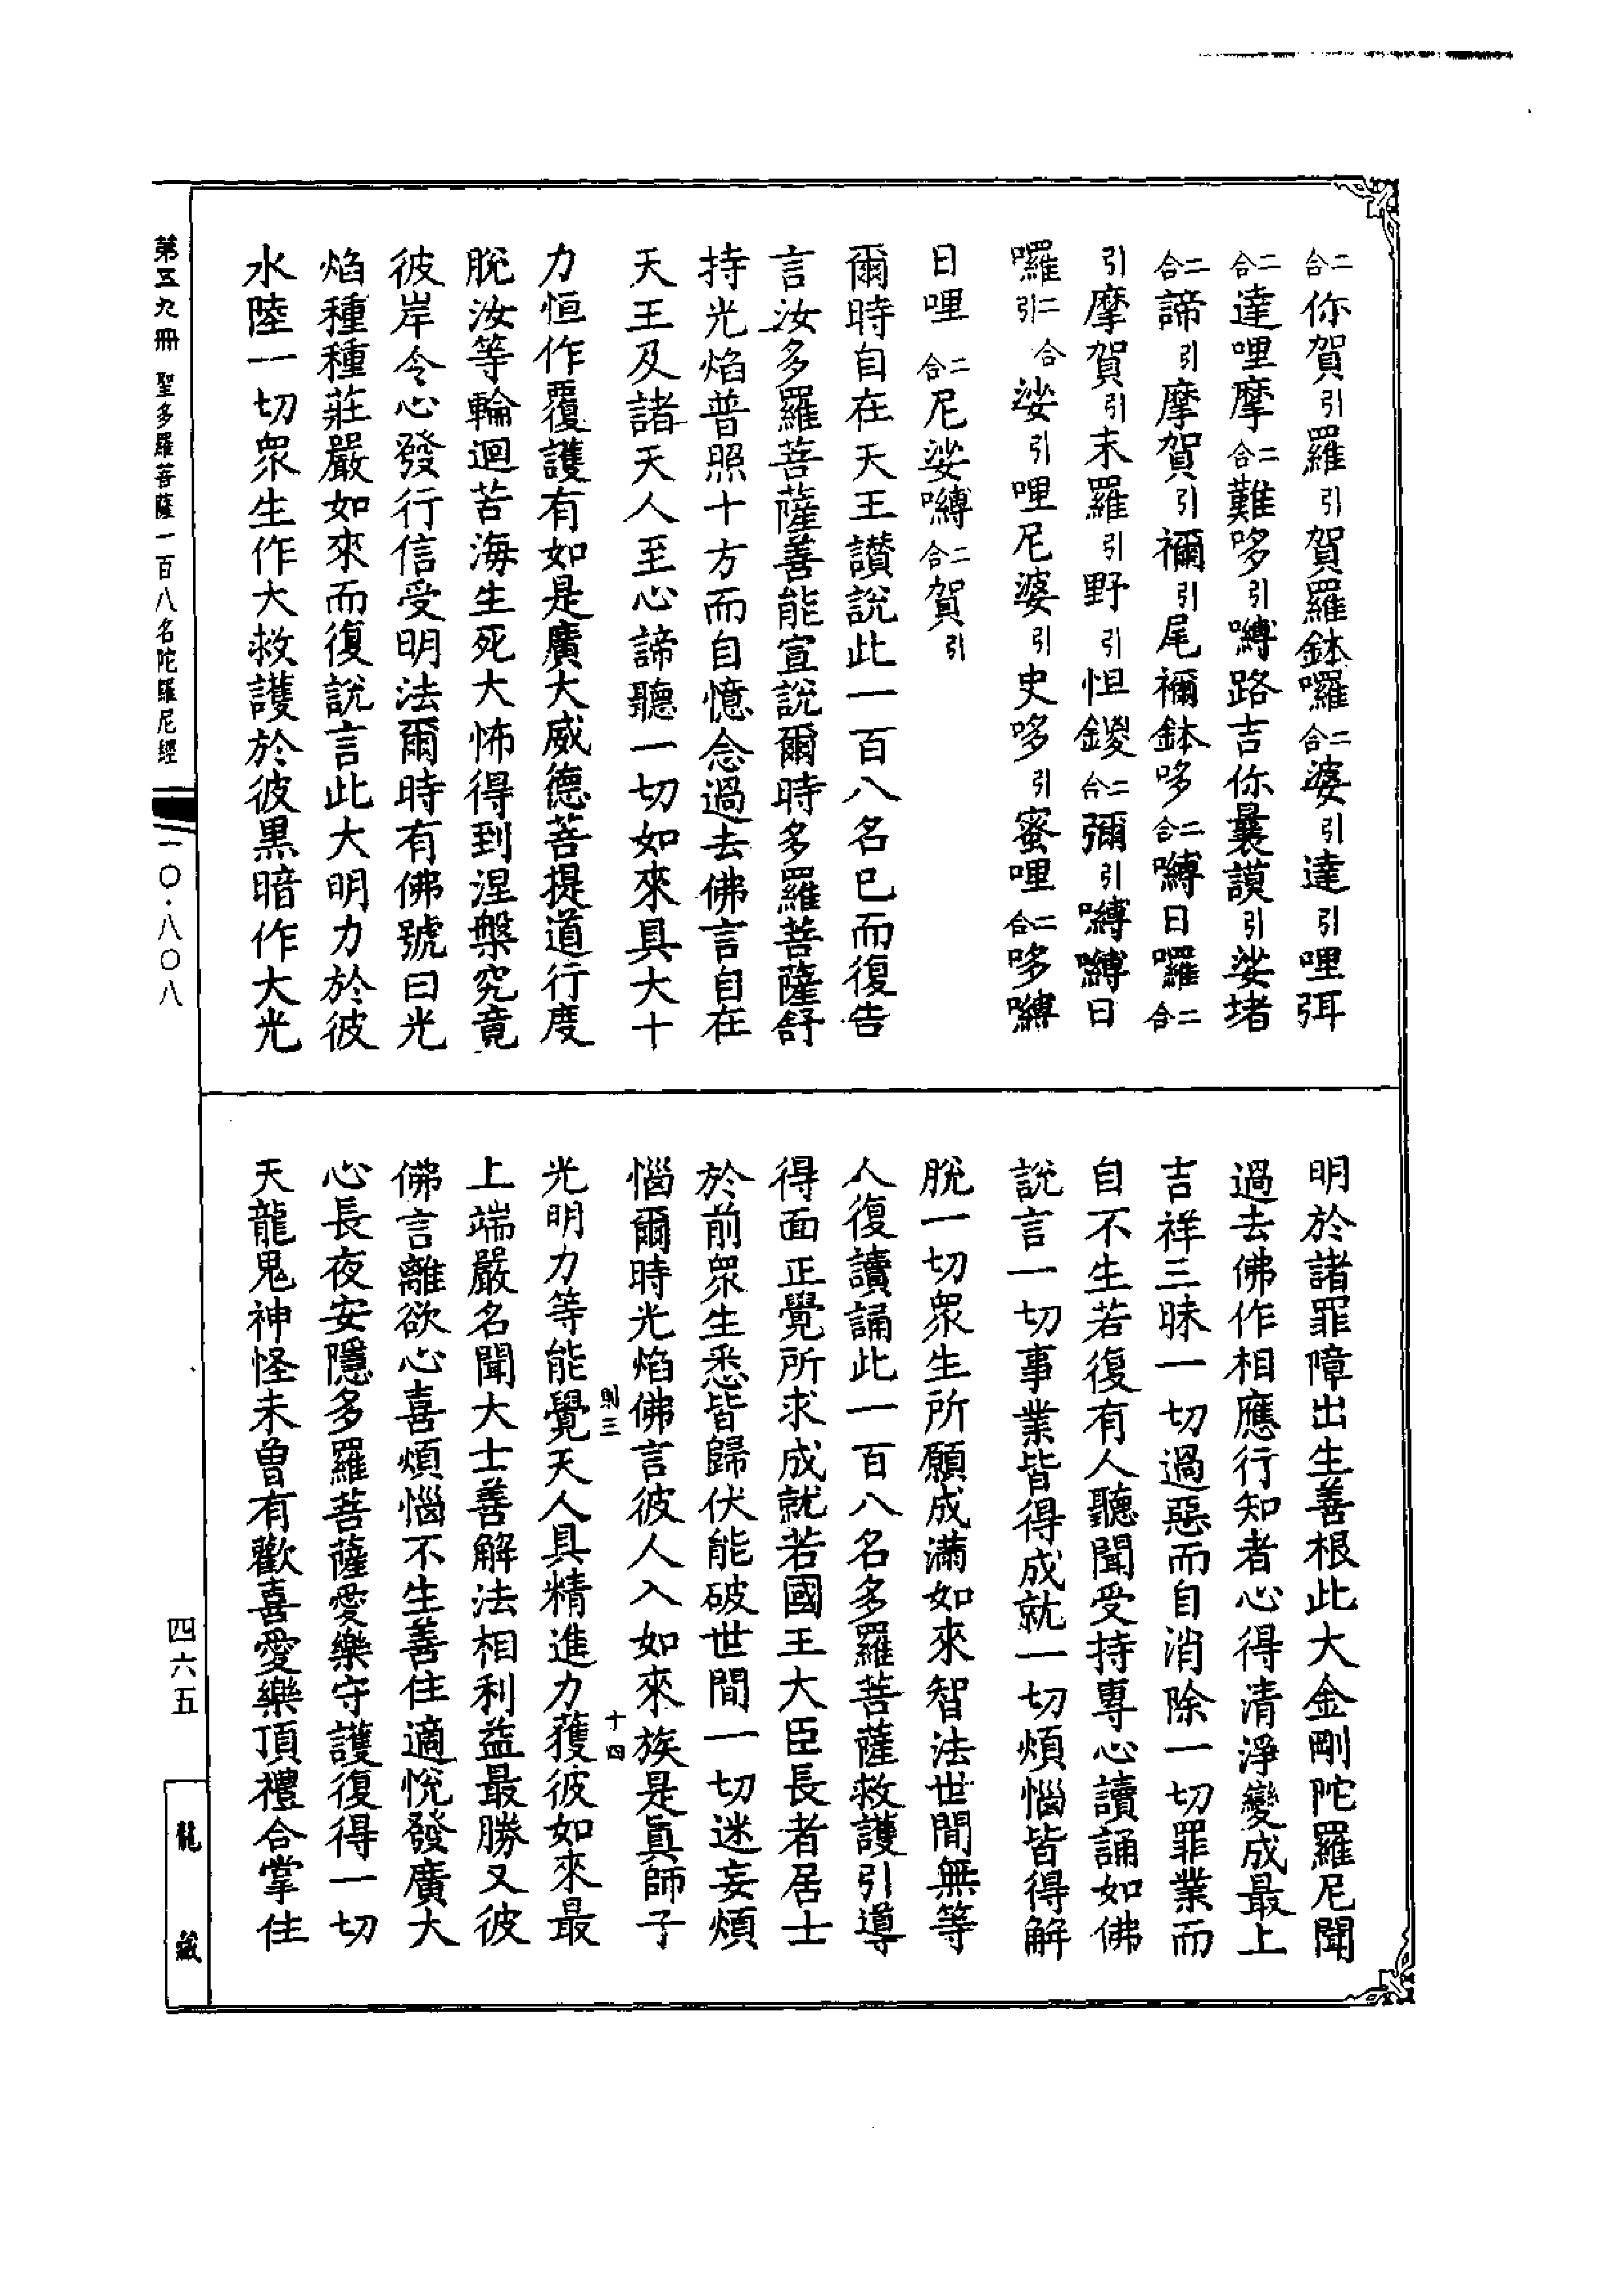 二合你賀引羅引賀羅鉢囉二合婆引達引哩弭
二合達哩摩二合難哆引嚩路吉你曩謨引娑堵
二合諦引摩賀引禰引尾禰鉢哆二合嚩日囉二合
引摩賀引末羅引野引怛鑁二合彌引嚩嚩日
囉二合引娑引哩尼婆引史哆引蜜哩二合哆嚩
日哩二合尼娑嚩二合賀引
爾時自在天王讚說此一百八名已而復告
言汝多羅菩薩善能宣說爾時多羅菩薩舒
持光焰普照十方而自憶念過去佛言自在
天王及諸天人至心諦聽一切如來具大十
力恒作覆護有如是廣大威德菩提道行度
脫汝等輪迴苦海生死大怖得到涅槃究竟
彼岸令心發行信受明法爾時有佛號曰光
焰種種莊嚴如來而復說言此大明力於彼
水陸一切眾生作大救護於彼黑暗作大光
明於諸罪障出生善根此大金剛陀羅尼聞
過去佛作相應行知者心得清淨變成最上
吉祥三昧一切過惡而自消除一切罪業而
自不生若復有人聽聞受持專心讀誦如佛
說言一切事業皆得成就一切煩惱皆得解
脫一切眾生所願成滿如來智法世間無等
人復讀誦此一百八名多羅菩薩救護引導
得面正覺所求成就若國王大臣長者居士
於前眾生悉皆歸伏能破世間一切迷妄煩
惱爾時光焰佛言彼人入如來族是真師子
則三 十四
光明力等能覺天人具精進力獲彼如來最
上端嚴名聞大士善解法相利益最勝又彼
佛言離欲心喜煩惱不生善住適悅發廣大
心長夜安隱多羅菩薩愛樂守護復得一切
天龍鬼神怪未曾有歡喜愛樂頂禮合掌住
第五九冊 聖多羅菩薩一百八名陀羅尼經
一〇·八〇八
四六五
龍藏